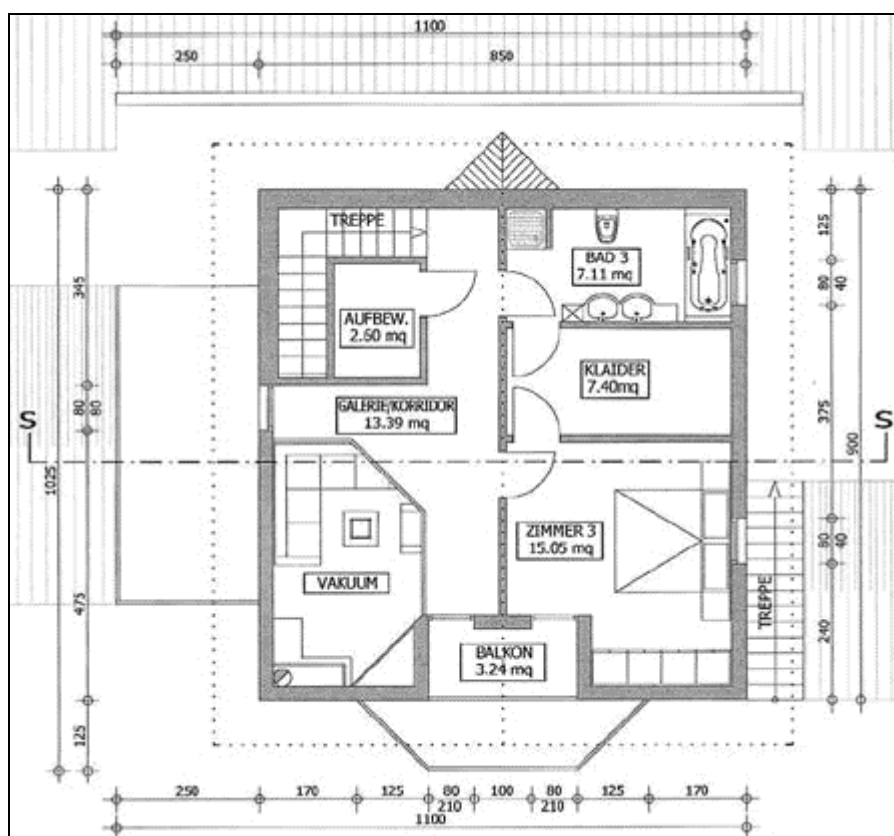 1100
250
850
TREPPE
BAD 3
7.11 mq
125
80
40
345
AUFBEW.
2.60 mq
KLAIDER
7.40mq
GALERIE/KORRIDOR
13.39 mq
80
80
375
S
S
900
1025
ZIMMER 3
15.05 mq
80
40
VAKUUM
TREPPE
475
240
BALKON
3.24 mq
125
250
170
125
80
210
100
80
210
125
170
1100